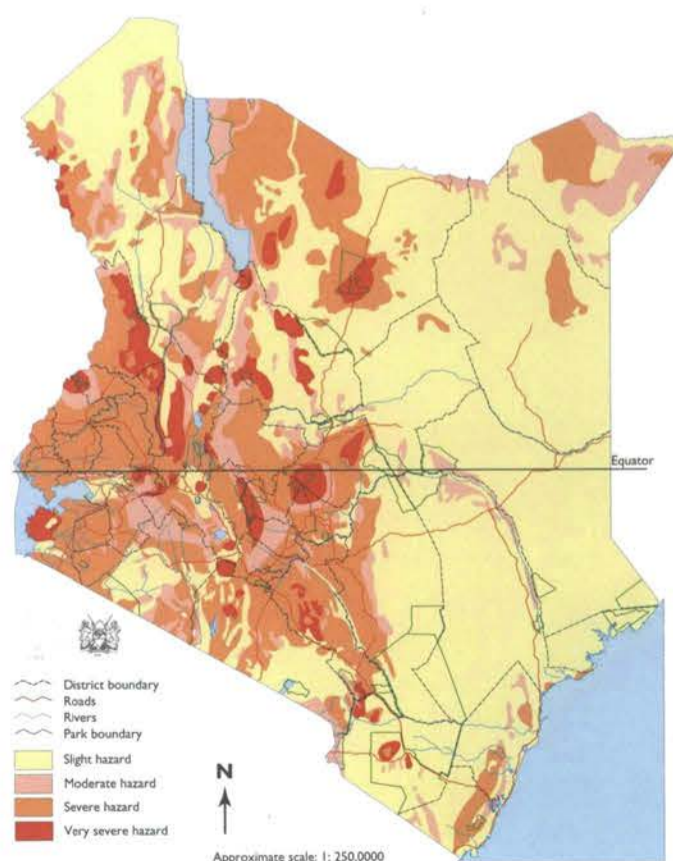 Equator
District boundary
Roads
Rivers
Park boundary
Slight hazard
Moderate hazard
Severe hazard
Very severe hazard
N
Approximate scale: 1: 250.0000